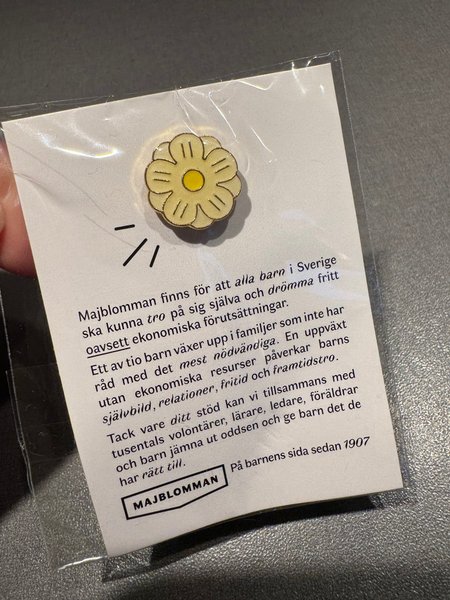 Majblomman finns för att alla barn i Sverige
ska kunna tro på sig själva och drömma fritt
oavsett ekonomiska förutsättningar.
Ett av tio barn växer upp i familjer som inte har
råd med det mest nödvändiga. En uppväxt
utan ekonomiska resurser påverkar barns
självbild, relationer, fritid och framtidstro.
Tack vare ditt stöd kan vi tillsammans med
tusentals volontärer, lärare, ledare, föräldrar
och barn jämna ut oddsen och ge barn det de
har rätt till.
MAJBLOMMAN
På barnens sida sedan 1907